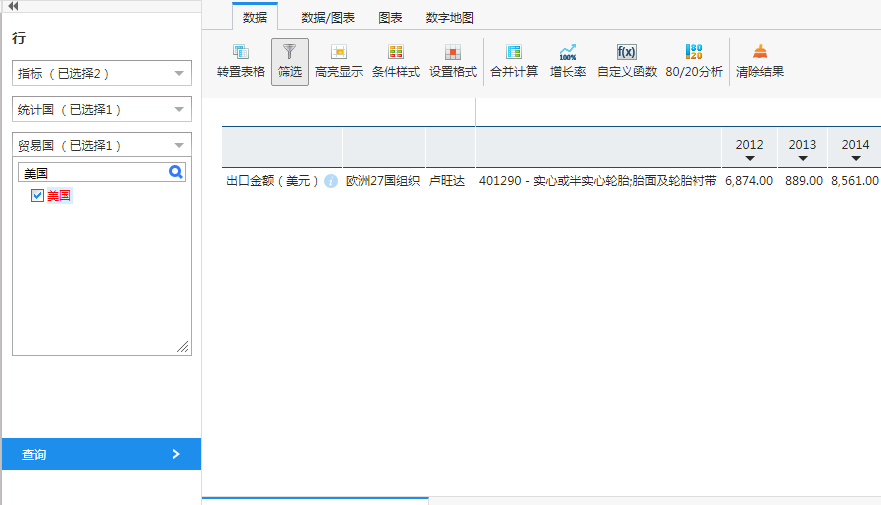 行
指标 （已选择2 ）
统计国 （已选择1 ）
贸易国 （已选择1 ）
美国
美国
查询
数据 数据/图表 图表 数字地图
转置表格 筛选 高亮显示 条件样式 设置格式 合并计算 增长率 自定义函数 80/20分析 清除结果
2012 2013 2014
出口金额（美元） 欧洲27国组织 卢旺达 401290 - 实心或半实心轮胎;胎面及轮胎衬带 6,874.00 889.00 8,561.00